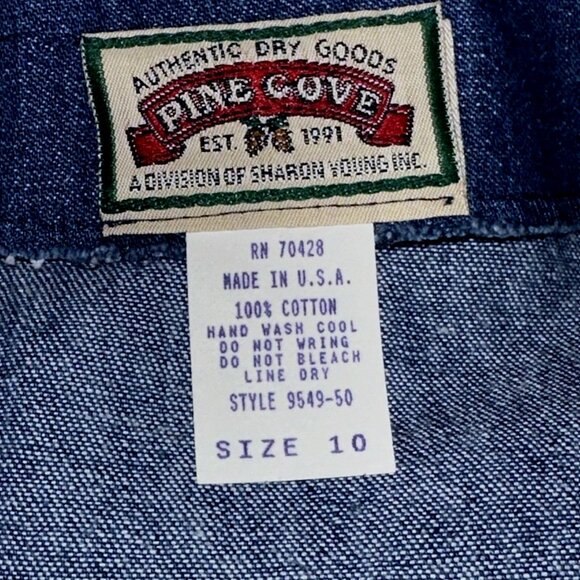 AUTHENTIC DRY GOODS
PINE COVE
EST. 1991
A DIVISION OF SHARON YOUNG INC.
RN 70428
MADE IN U.S.A.
100% COTTON
HAND WASH COOL
DO NOT WRING
DO NOT BLEACH
LINE DRY
STYLE 9549-50
SIZE 10